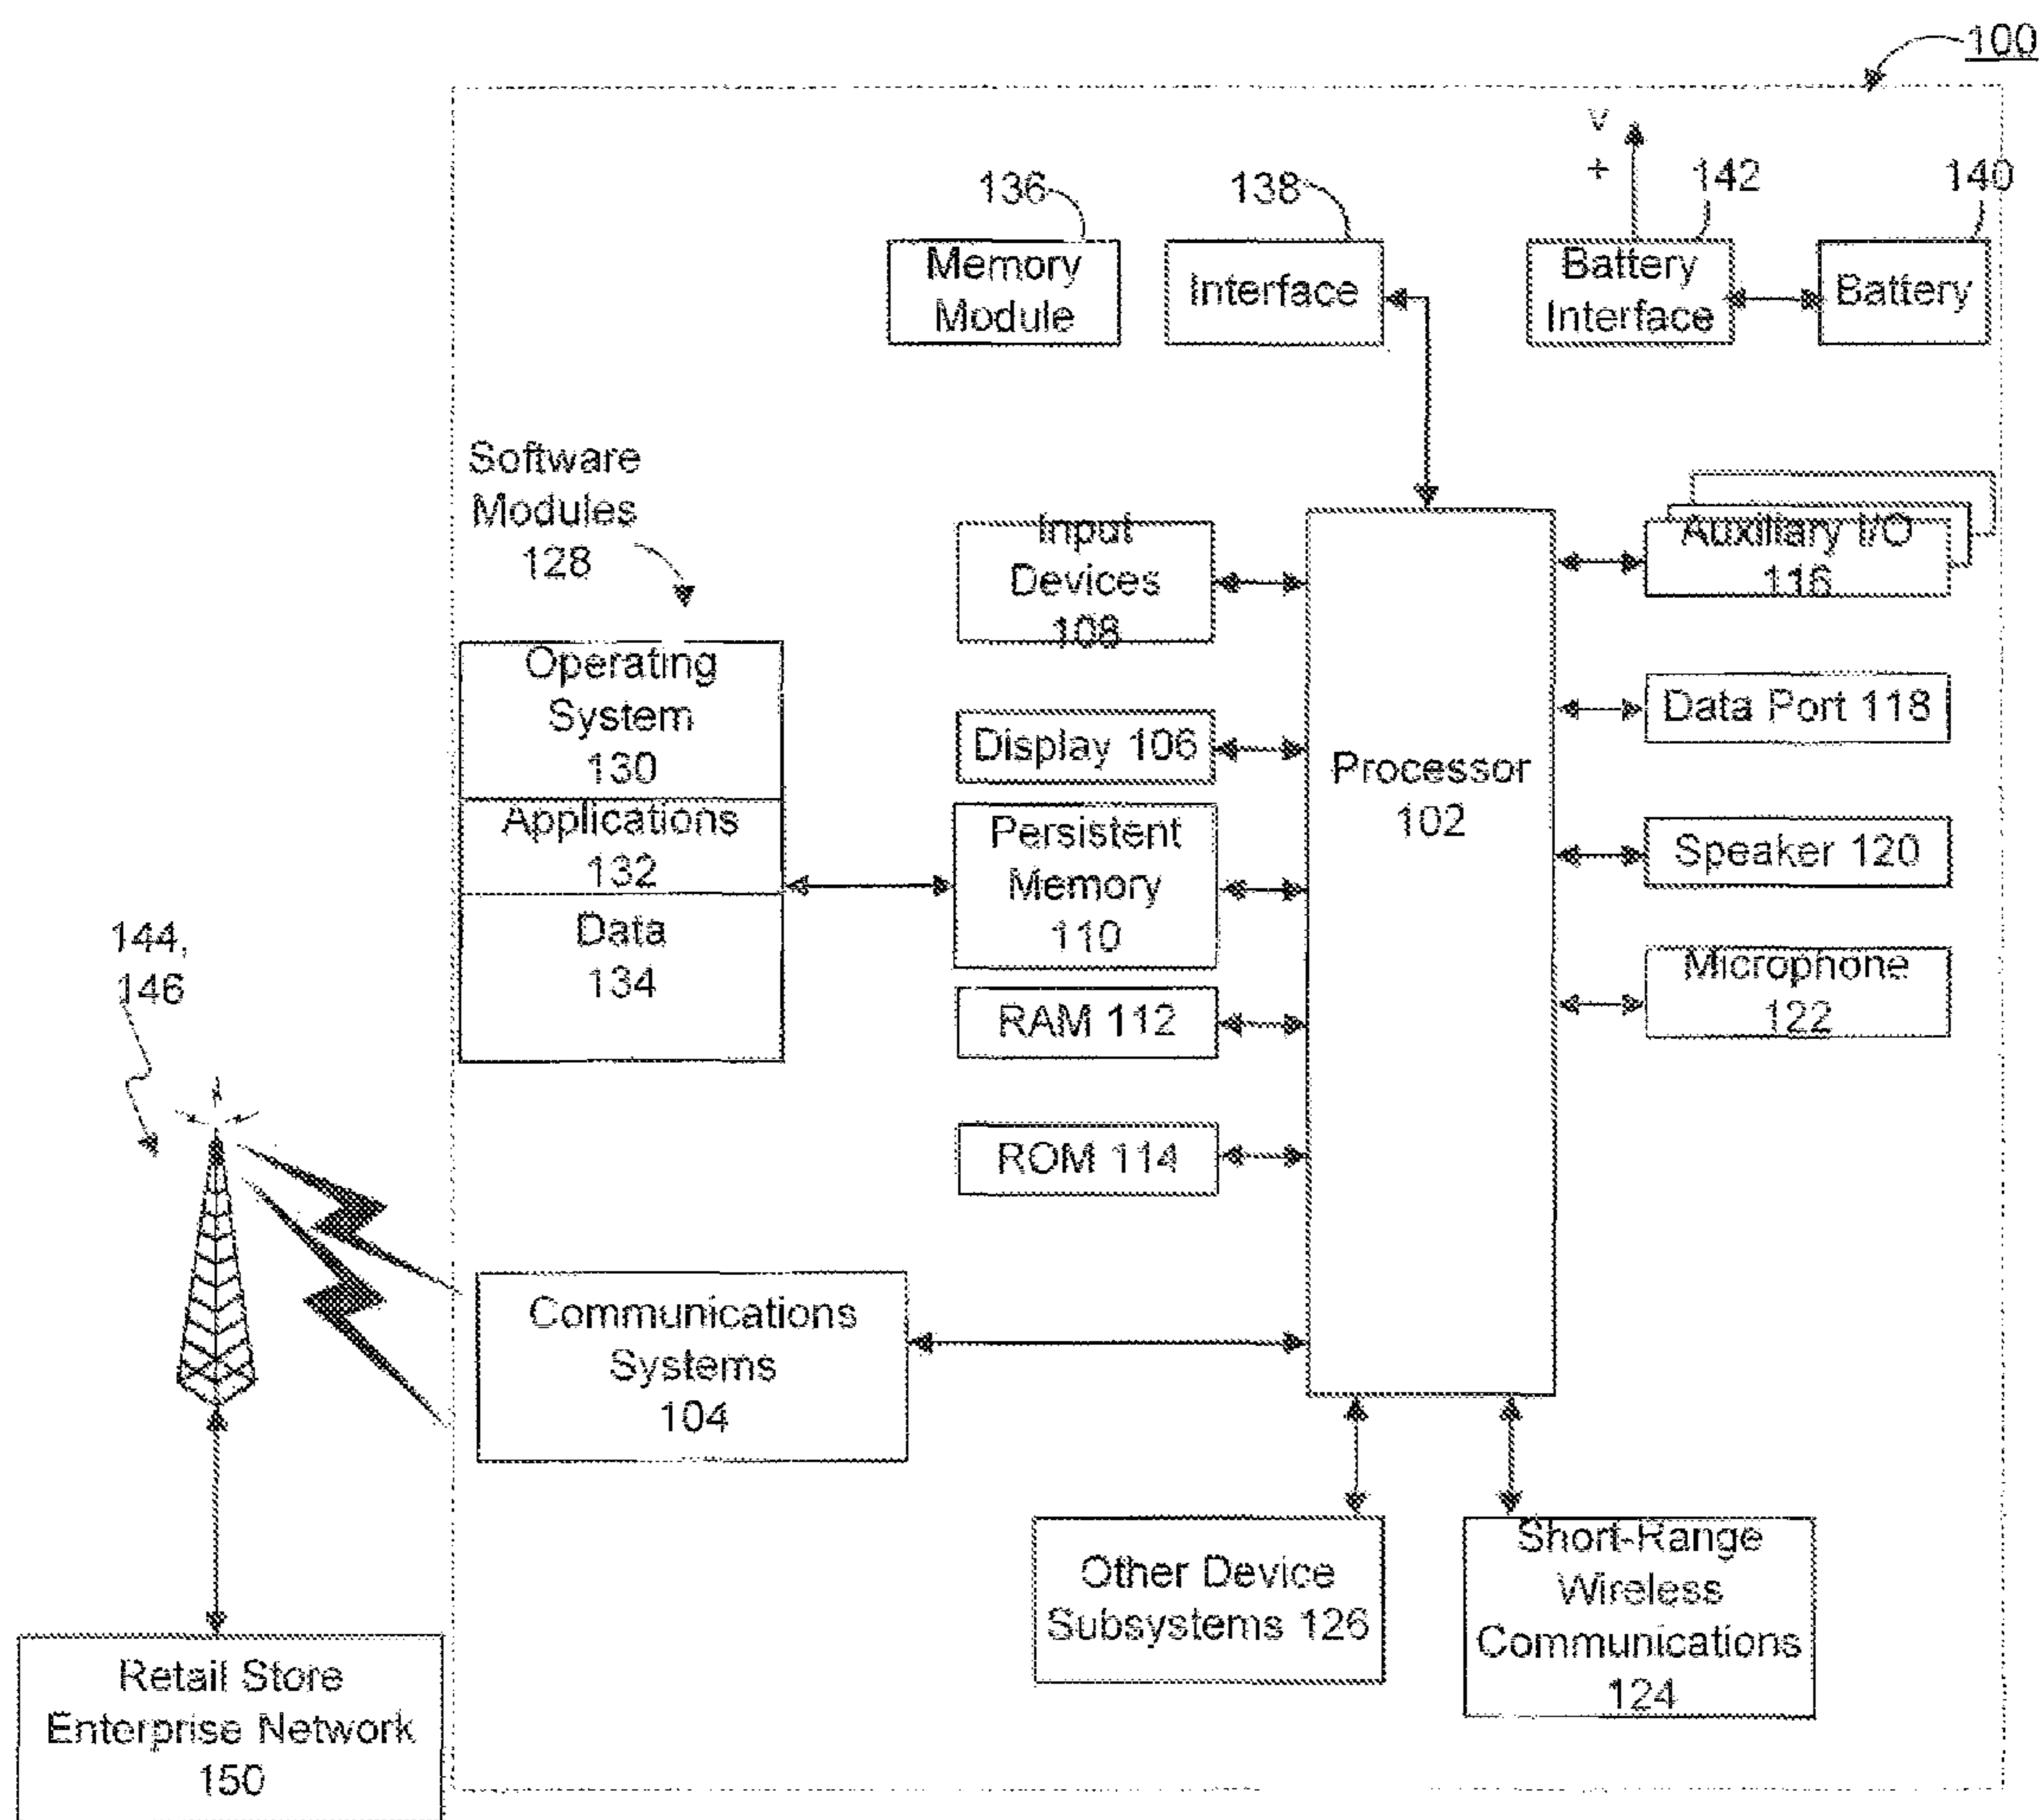 100
V
+
136
138
142
140
Memory
Module
Interface
Battery
Interface
Battery
Software
Modules
128
Input
Devices
108
Auxiliary I/O
116
Operating
System
130
Applications
132
Data
134
Display 106
Persistent
Memory
110
RAM 112
ROM 114
Processor
102
Data Port 118
Speaker 120
Microphone
122
144,
146
Communications
Systems
104
Other Device
Subsystems 126
Short-Range
Wireless
Communications
124
Retail Store
Enterprise Network
150